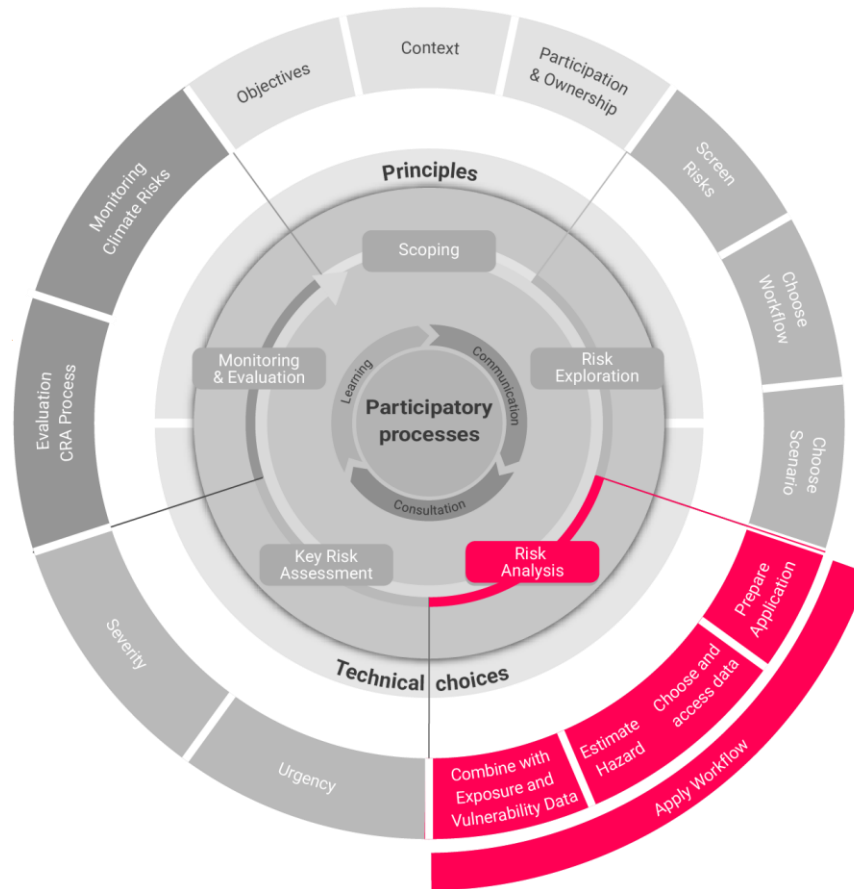 Objectives
Context
Participation
& Ownership
Screen
Risks
Choose
Workflow
Choose
Scenario
Prepare
Application
Choose and
access data
Estimate
Hazard
Combine with
Exposure and
Vulnerability Data
Apply Workflow
Urgency
Severity
Evaluation
CRA Process
Monitoring
Climate Risks
Principles
Technical choices
Scoping
Risk
Exploration
Risk
Analysis
Key Risk
Assessment
Monitoring
& Evaluation
Learning
Communication
Consultation
Participatory
processes